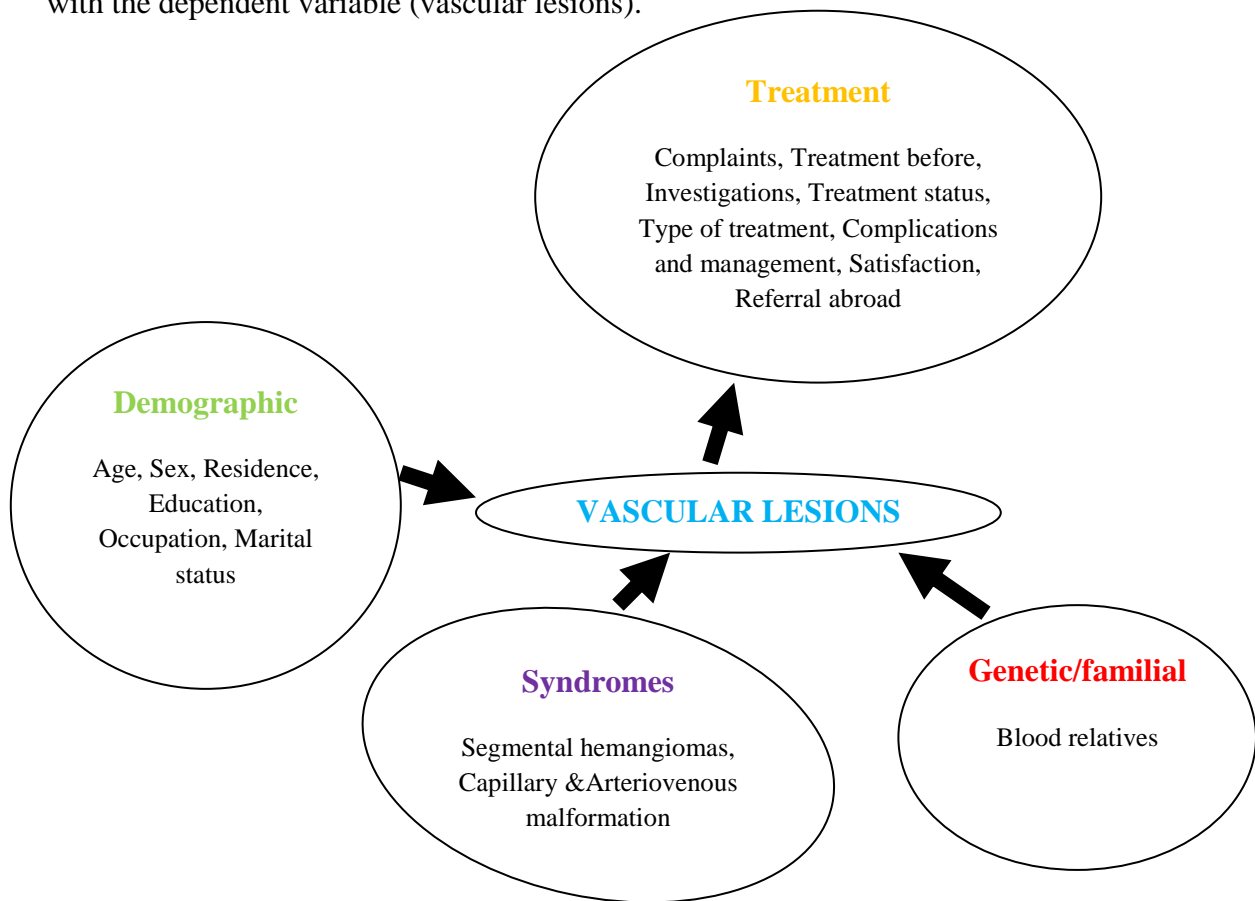 with the dependent variable (vascular lesions).
Treatment
Complaints, Treatment before,
Investigations, Treatment status,
Type of treatment, Complications
and management, Satisfaction,
Referral abroad
Demographic
Age, Sex, Residence,
Education,
Occupation, Marital
status
VASCULAR LESIONS
Syndromes
Segmental hemangiomas,
Capillary &Arteriovenous
malformation
Genetic/familial
Blood relatives